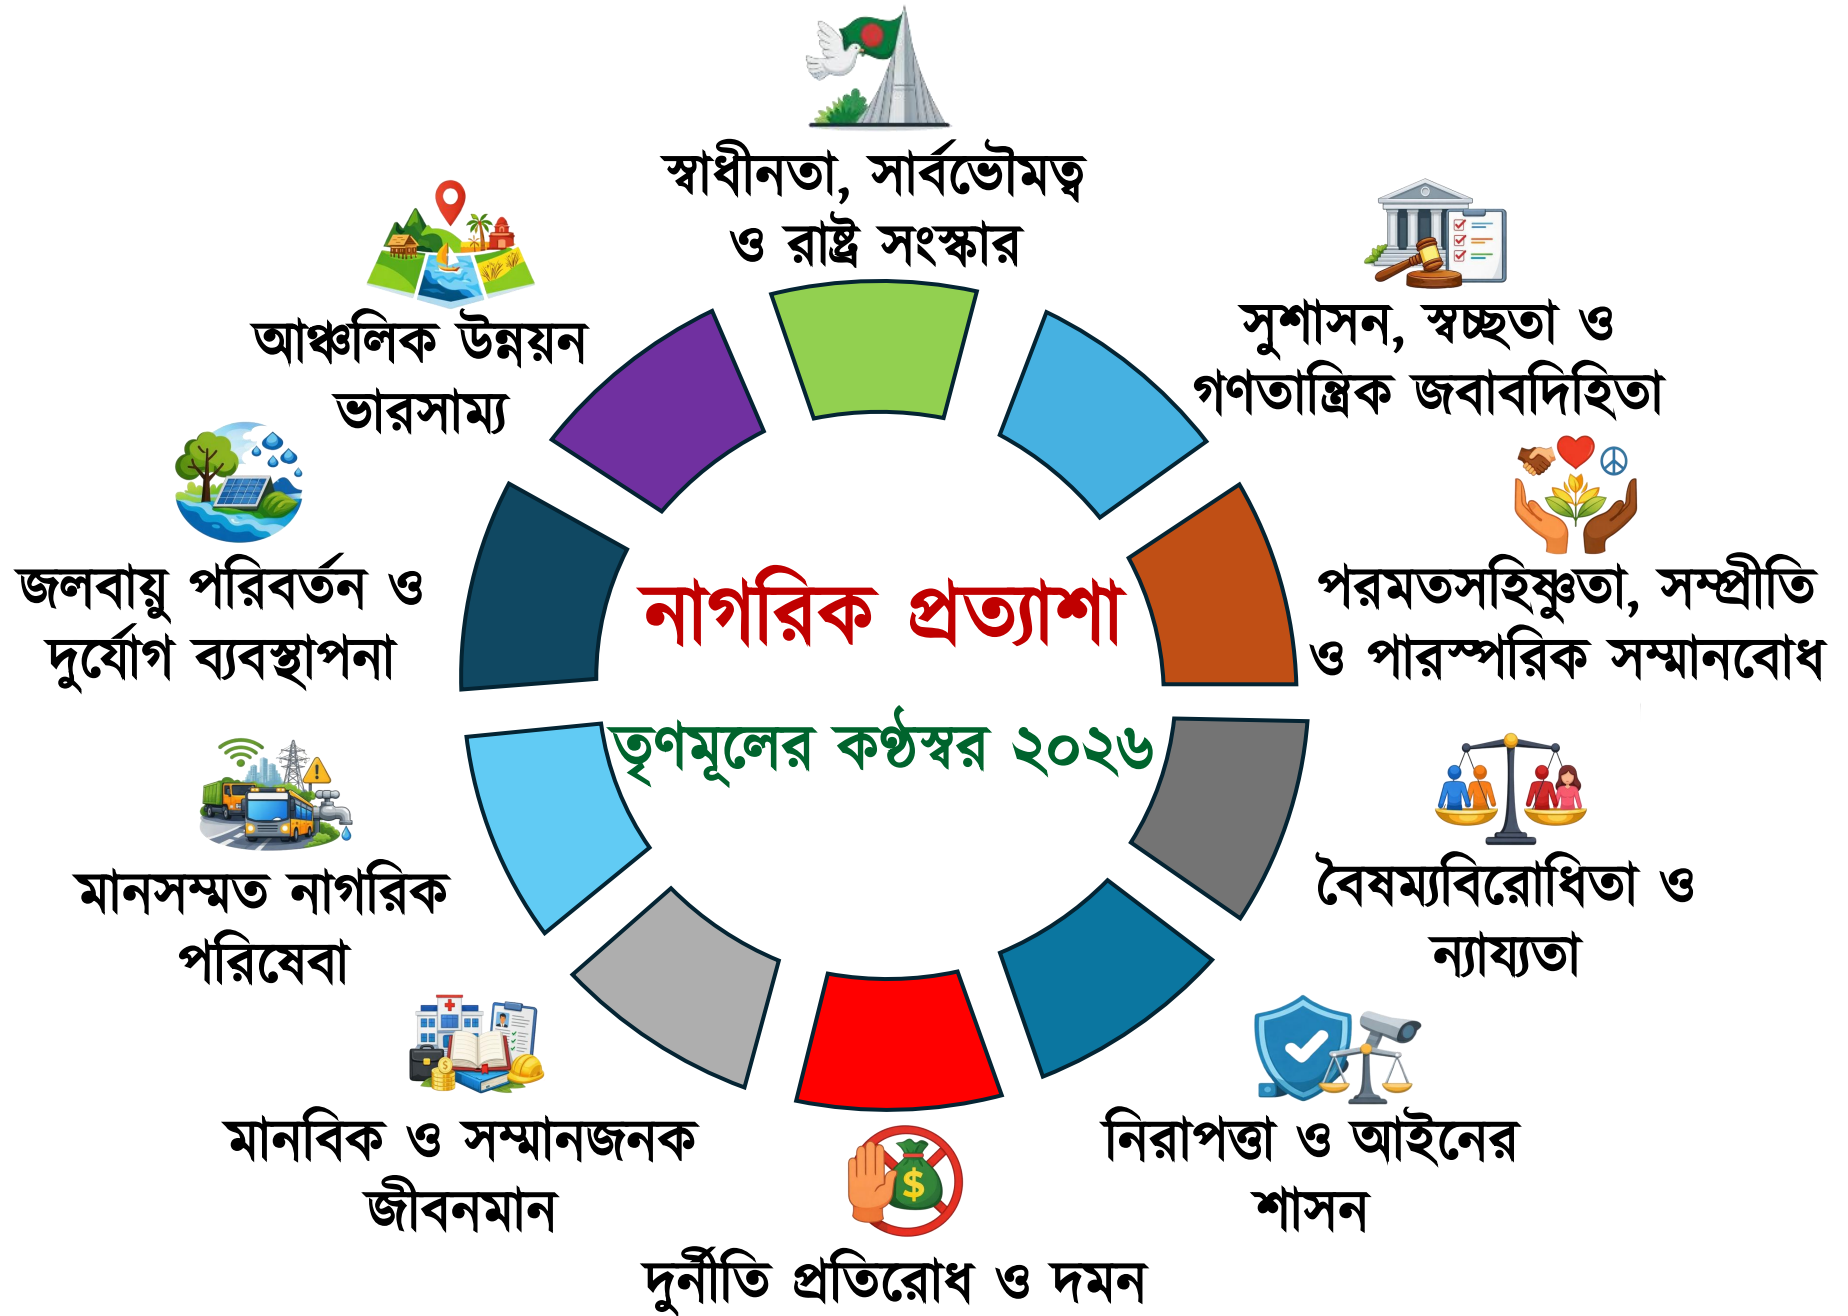 স্বাধীনতা, সার্বভৌমত্ব
ও রাষ্ট্র সংস্কার
সুশাসন, স্বচ্ছতা ও
গণতান্ত্রিক জবাবদিহিতা
পরমতসহিষ্ণুতা, সম্প্রীতি
ও পারস্পরিক সম্মানবোধ
বৈষম্যবিরোধিতা ও
ন্যায্যতা
নিরাপত্তা ও আইনের
শাসন
দুর্নীতি প্রতিরোধ ও দমন
মানবিক ও সম্মানজনক
জীবনমান
মানসম্মত নাগরিক
পরিষেবা
জলবায়ু পরিবর্তন ও
দুর্যোগ ব্যবস্থাপনা
আঞ্চলিক উন্নয়ন
ভারসাম্য
নাগরিক প্রত্যাশা
তৃণমূলের কণ্ঠস্বর ২০২৬